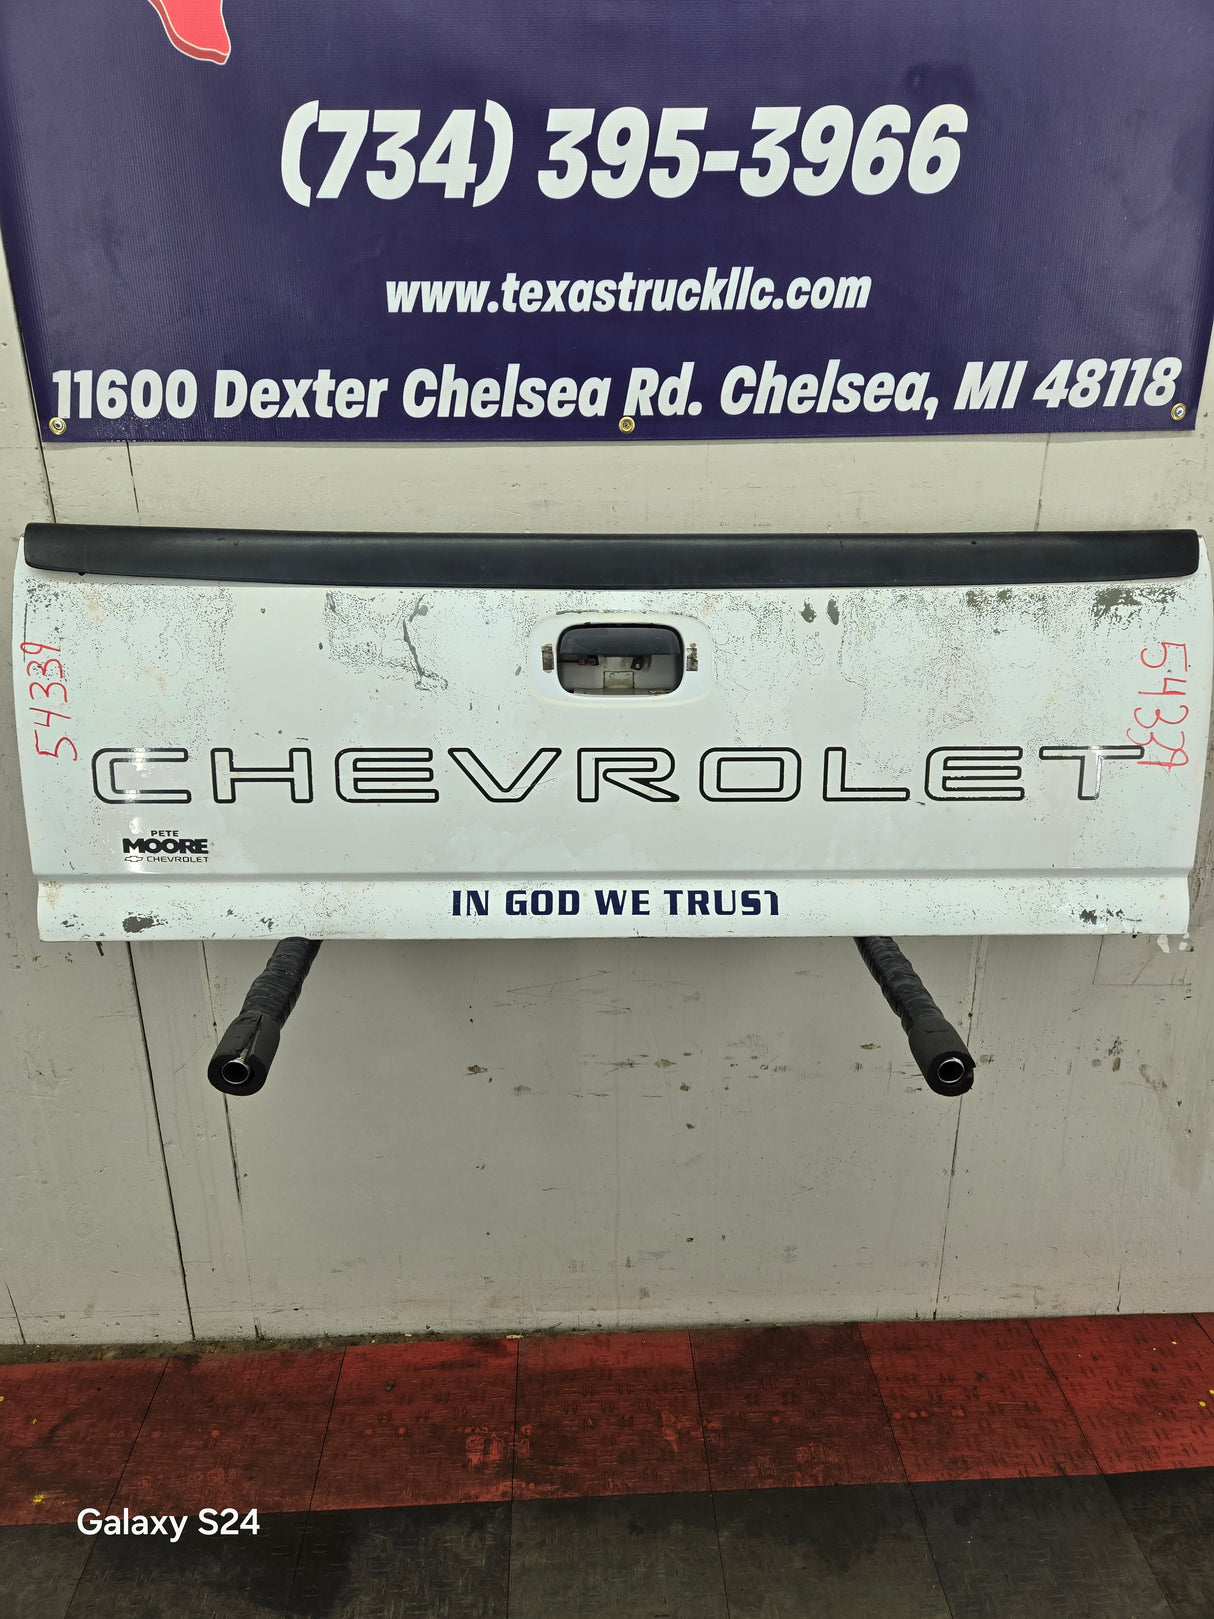 (734) 395-3966
www.texastruckllc.com
11600 Dexter Chelsea Rd. Chelsea, MI 48118
54339
54339
CHEVROLET
PETE
MOORE
CHEVROLET
IN GOD WE TRUST
Galaxy S24